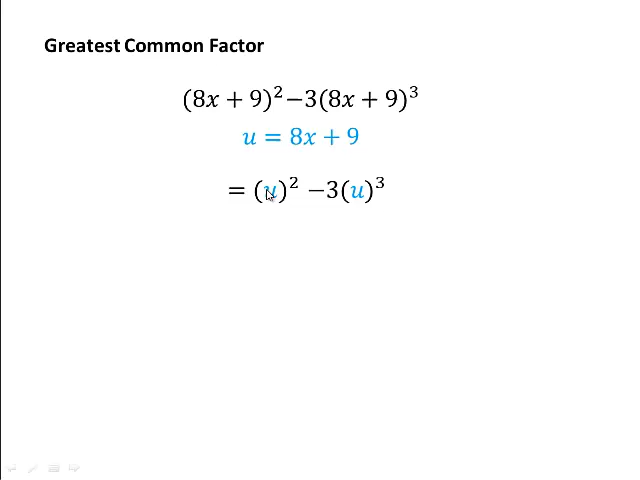 Greatest Common Factor
(8x + 9)² − 3(8x + 9)³
u = 8x + 9
= (u)² − 3(u)³